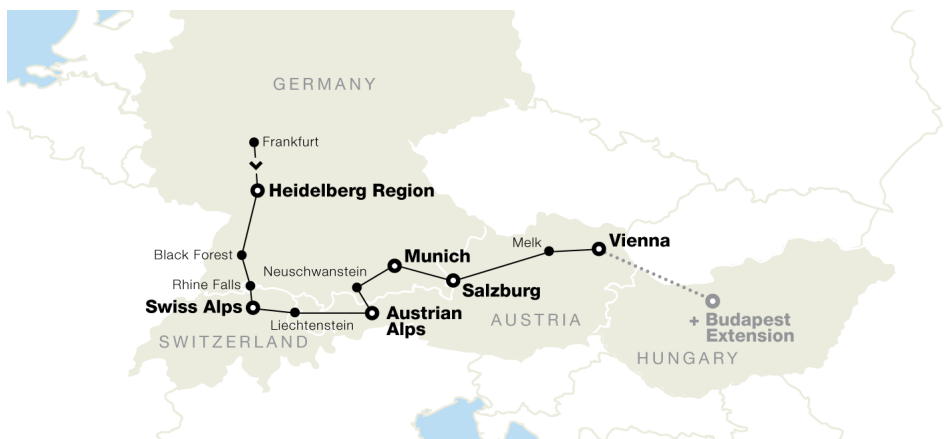 GERMANY
Frankfurt
Heidelberg Region
Black Forest
Rhine Falls
Swiss Alps
Liechtenstein
SWITZERLAND
Neuschwanstein
Munich
Austrian
Alps
Salzburg
Melk
Vienna
AUSTRIA
+ Budapest
Extension
HUNGARY